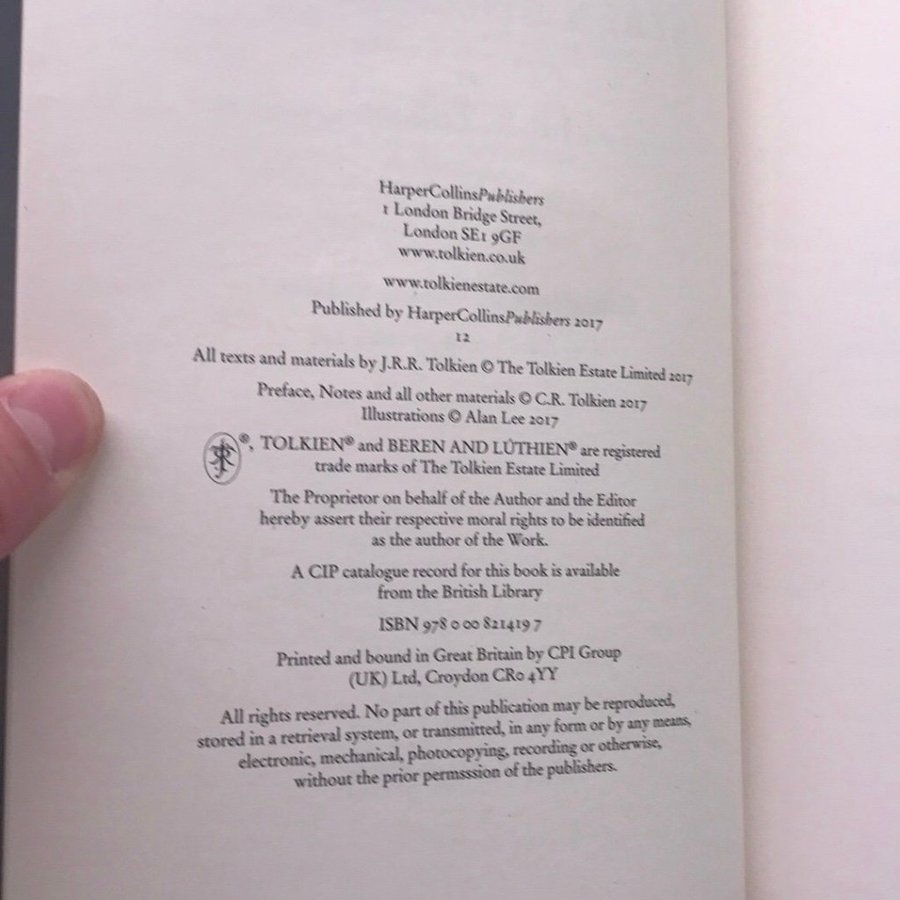 HarperCollinsPublishers
1 London Bridge Street,
London SE1 9GF
www.tolkien.co.uk
www.tolkienestate.com
Published by HarperCollinsPublishers 2017
12
All texts and materials by J.R.R. Tolkien © The Tolkien Estate Limited 2017
Preface, Notes and all other materials © C.R. Tolkien 2017
Illustrations © Alan Lee 2017
®, TOLKIEN® and BEREN AND LÚTHIEN® are registered
trade marks of The Tolkien Estate Limited
The Proprietor on behalf of the Author and the Editor
hereby assert their respective moral rights to be identified
as the author of the Work.
A CIP catalogue record for this book is available
from the British Library
ISBN 978 0 00 821419 7
Printed and bound in Great Britain by CPI Group
(UK) Ltd, Croydon CR0 4YY
All rights reserved. No part of this publication may be reproduced,
stored in a retrieval system, or transmitted, in any form or by any means,
electronic, mechanical, photocopying, recording or otherwise,
without the prior permsssion of the publishers.